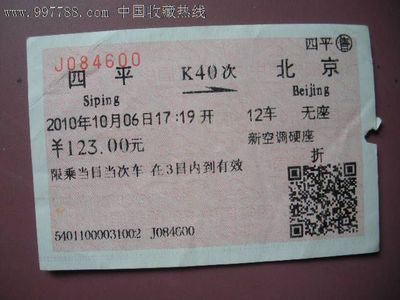 www.997788.com 中国收藏热线
J084600
四平 售
四平 K40次 北京
Siping Beijing
2010年10月06日17:19开 12车 无座
¥123.00元 新空调硬座
折
限乘当日当次车 在3日内到有效
54011000031002 J084600